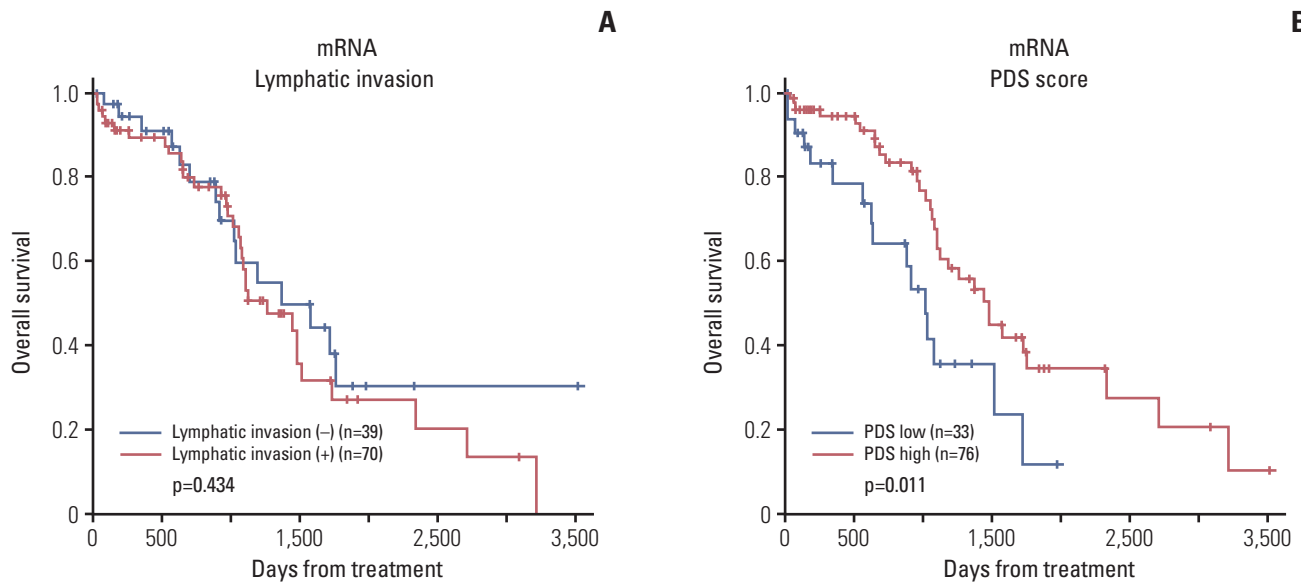 A
mRNA
Lymphatic invasion
1.0
0.8
0.6
0.4
0.2
0
Overall survival
Lymphatic invasion (–) (n=39)
Lymphatic invasion (+) (n=70)
p=0.434
0 500 1,500 2,500 3,500
Days from treatment
mRNA
PDS score
1.0
0.8
0.6
0.4
0.2
0
Overall survival
PDS low (n=33)
PDS high (n=76)
p=0.011
0 500 1,500 2,500 3,500
Days from treatment